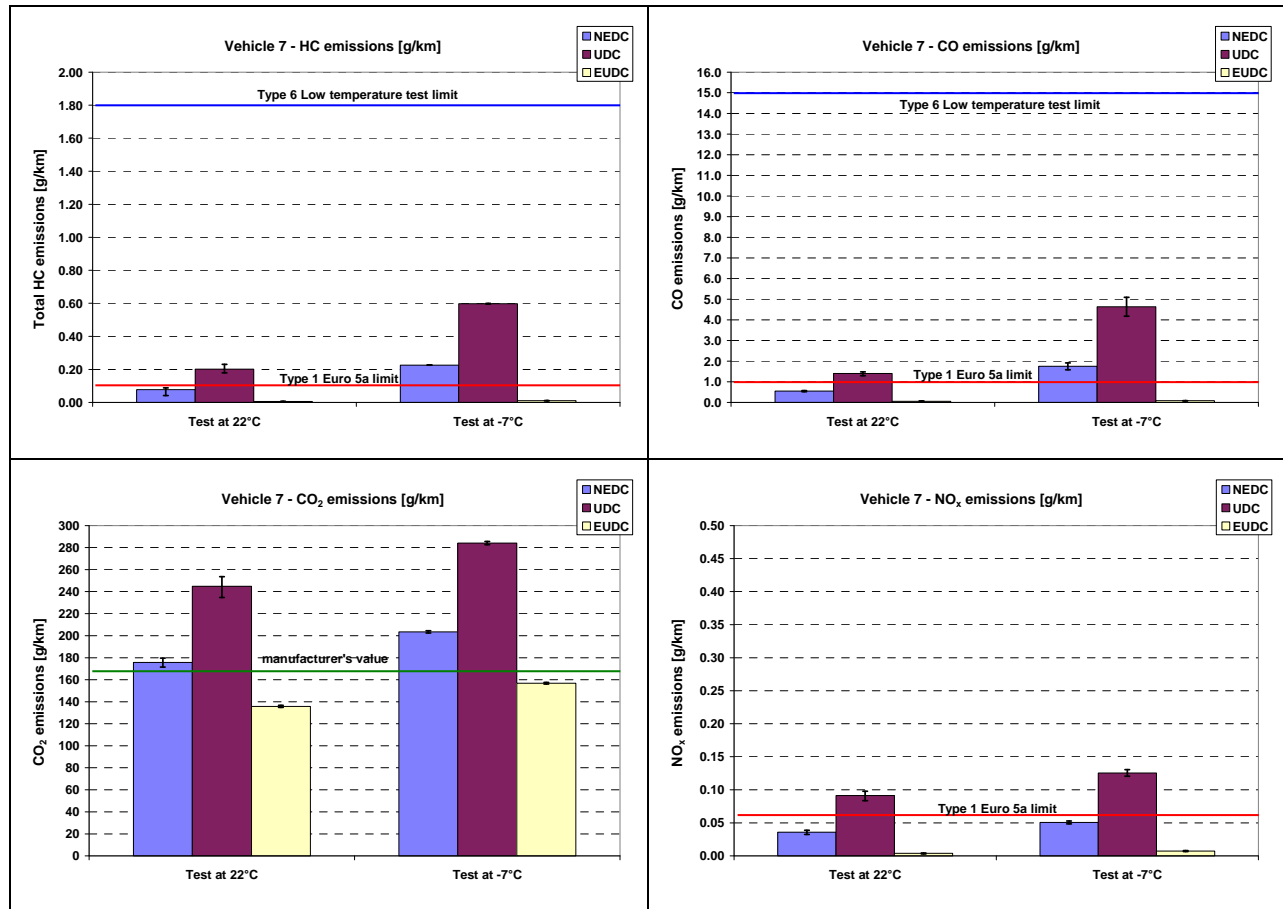 Vehicle 7 - HC emissions [g/km]
NEDC
UDC
EUDC
Total HC emissions [g/km]
2.00
1.80
1.60
1.40
1.20
1.00
0.80
0.60
0.40
0.20
0.00
Type 6 Low temperature test limit
Type 1 Euro 5a limit
Test at 22°C
Test at -7°C
Vehicle 7 - CO emissions [g/km]
NEDC
UDC
EUDC
CO emissions [g/km]
16.0
15.0
14.0
13.0
12.0
11.0
10.0
9.0
8.0
7.0
6.0
5.0
4.0
3.0
2.0
1.0
0.0
Type 6 Low temperature test limit
Type 1 Euro 5a limit
Test at 22°C
Test at -7°C
Vehicle 7 - CO₂ emissions [g/km]
NEDC
UDC
EUDC
CO₂ emissions [g/km]
300
280
260
240
220
200
180
160
140
120
100
80
60
40
20
0
manufacturer's value
Test at 22°C
Test at -7°C
Vehicle 7 - NOₓ emissions [g/km]
NEDC
UDC
EUDC
NOₓ emissions [g/km]
0.50
0.45
0.40
0.35
0.30
0.25
0.20
0.15
0.10
0.05
0.00
Type 1 Euro 5a limit
Test at 22°C
Test at -7°C